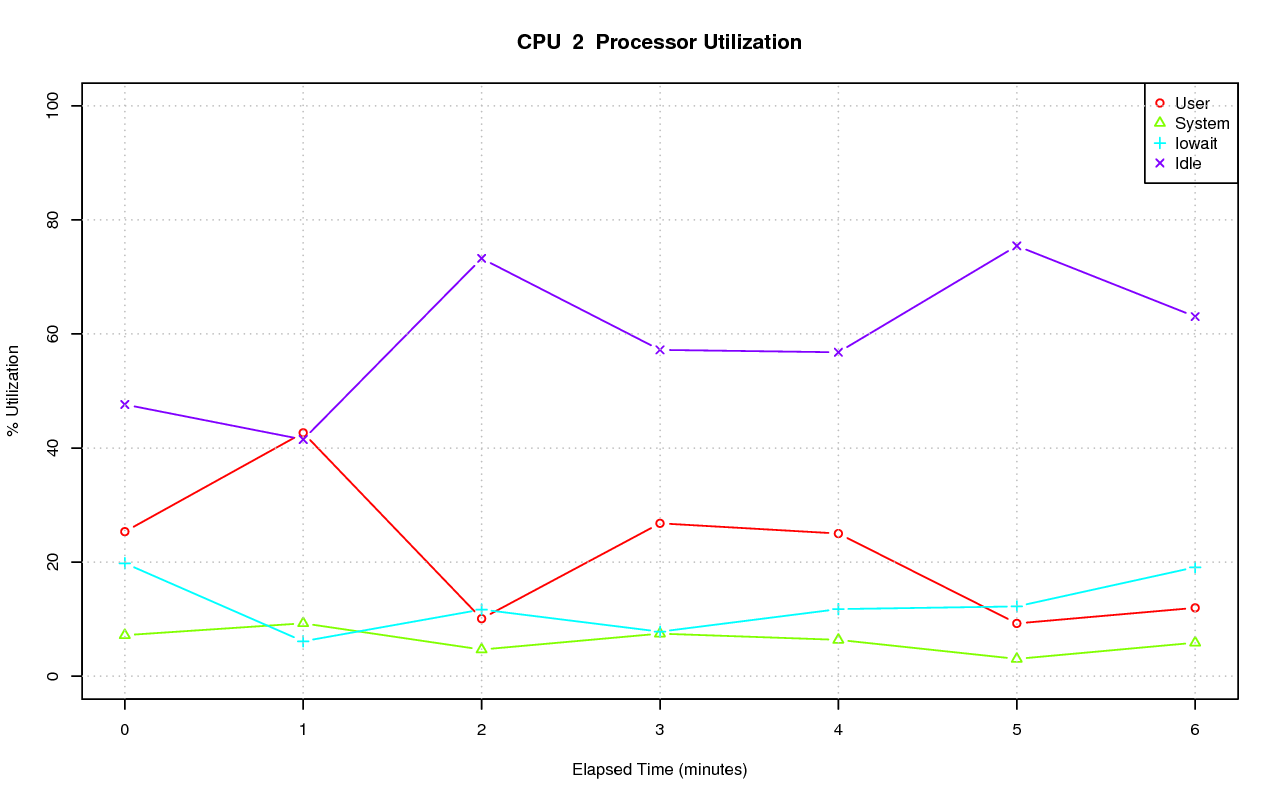 CPU  2  Processor Utilization
User
System
Iowait
Idle
% Utilization
100
80
60
40
20
0
0 1 2 3 4 5 6
Elapsed Time (minutes)